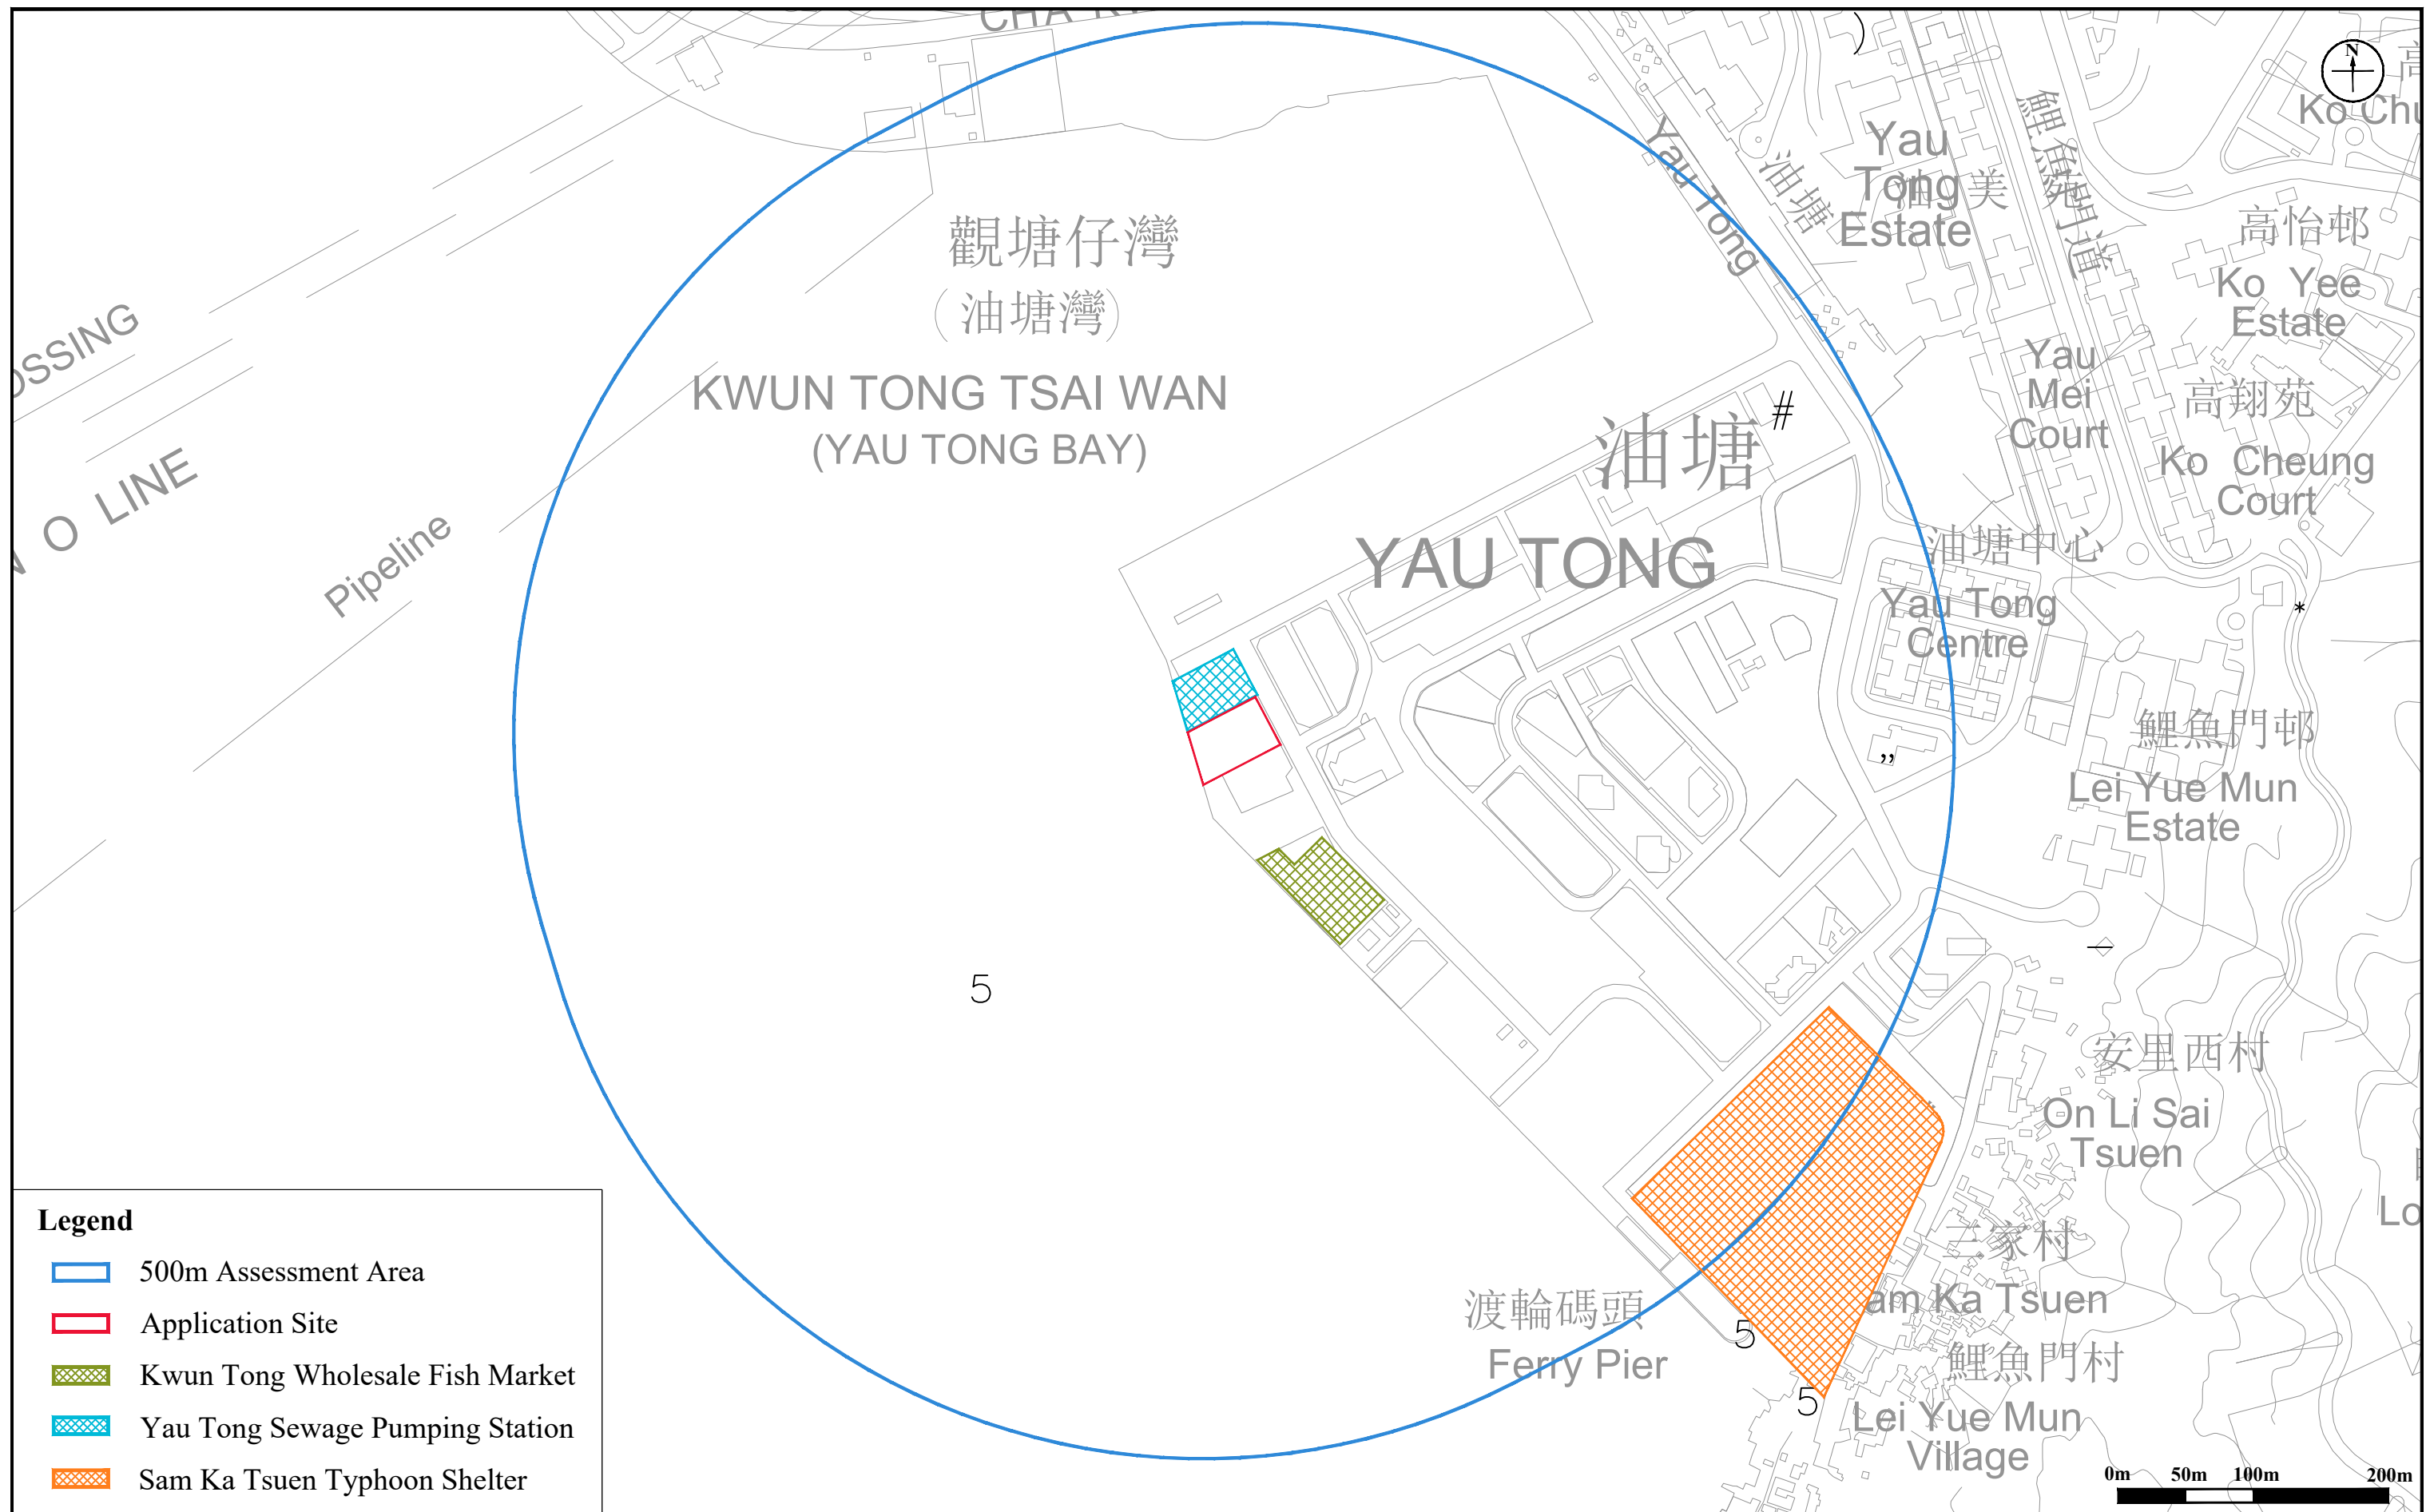 N
觀塘仔灣
(油塘灣)
KWUN TONG TSAI WAN
(YAU TONG BAY)
OSSING
O LINE
Pipeline
Yau Tong
油塘
Yau
Tong
Estate
油美苑
鯉魚門道
高
Ko Chu
高怡邨
Ko Yee
Estate
Yau
Mei
Court
高翔苑
Ko Cheung
Court
油塘
#
YAU TONG
油塘中心
Yau Tong
Centre
*
鯉魚門邨
Lei Yue Mun
Estate
”
5
安里西村
On Li Sai
Tsuen
三家村
am Ka Tsuen
Lo
渡輪碼頭
Ferry Pier
5
5
鯉魚門村
Lei Yue Mun
Village
Legend
500m Assessment Area
Application Site
Kwun Tong Wholesale Fish Market
Yau Tong Sewage Pumping Station
Sam Ka Tsuen Typhoon Shelter
0m 50m 100m 200m